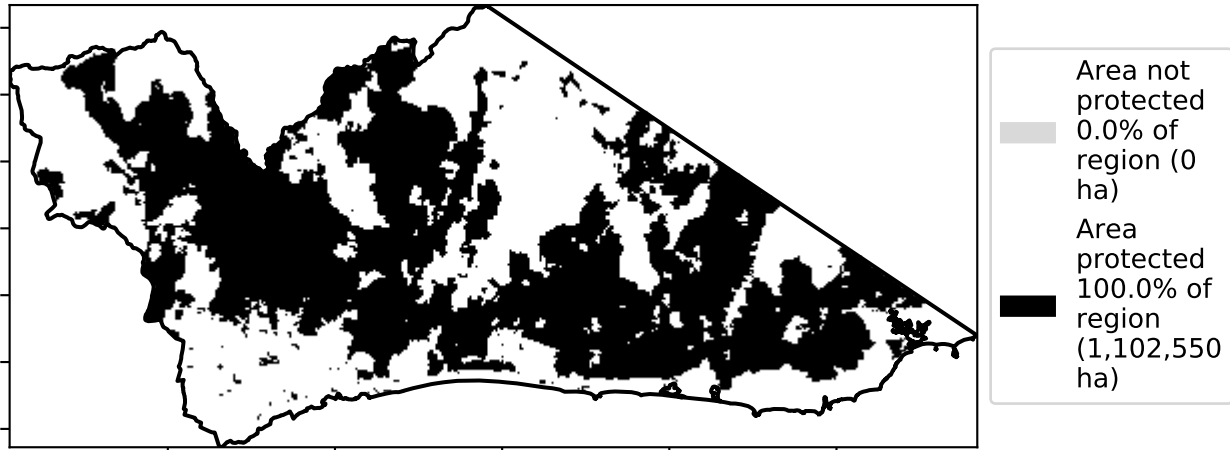 Area not
protected
0.0% of
region (0
ha)
Area
protected
100.0% of
region
(1,102,550
ha)